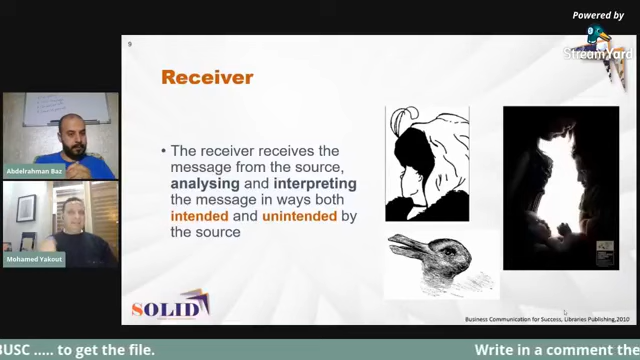 Powered by
StreamYard
9
Receiver
• The receiver receives the
message from the source,
analysing and interpreting
the message in ways both
intended and unintended by
the source
Abdelrahman Baz
Mohamed Yakout
SOLID
Business Communication for Success, Libraries Publishing,2010
BUSC ..... to get the file.
Write in a comment the